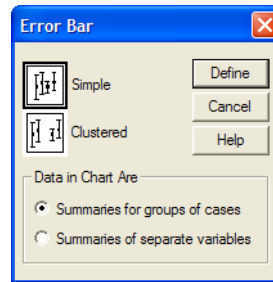 Error Bar
Simple
Clustered
Define
Cancel
Help
Data in Chart Are
Summaries for groups of cases
Summaries of separate variables